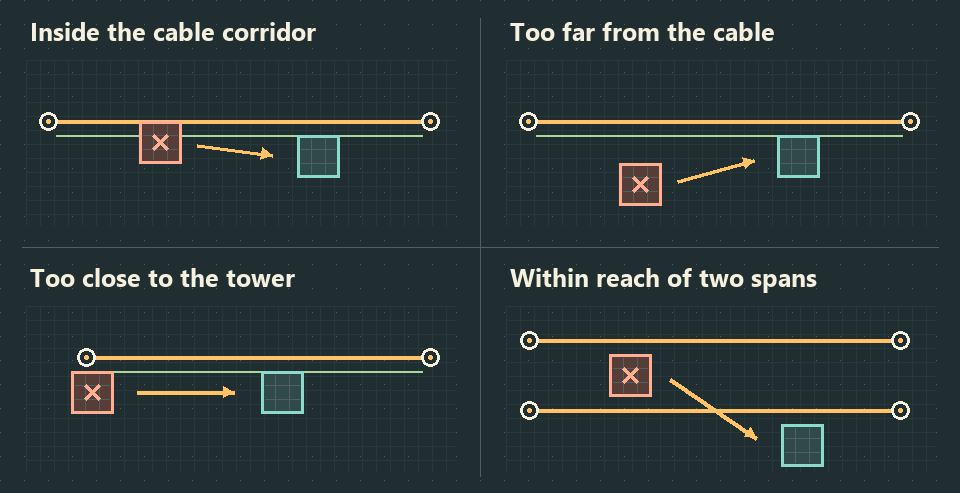 Inside the cable corridor
Too far from the cable
Too close to the tower
Within reach of two spans